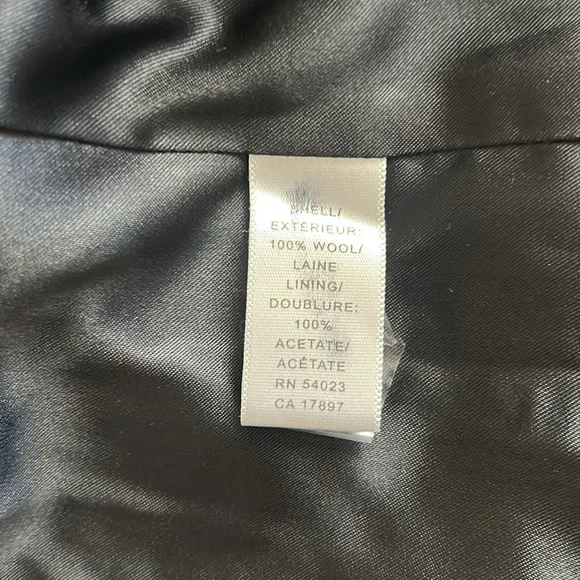 SHELL/
EXTÉRIEUR:
100% WOOL/
LAINE
LINING/
DOUBLURE:
100%
ACETATE/
ACÉTATE
RN 54023
CA 17897